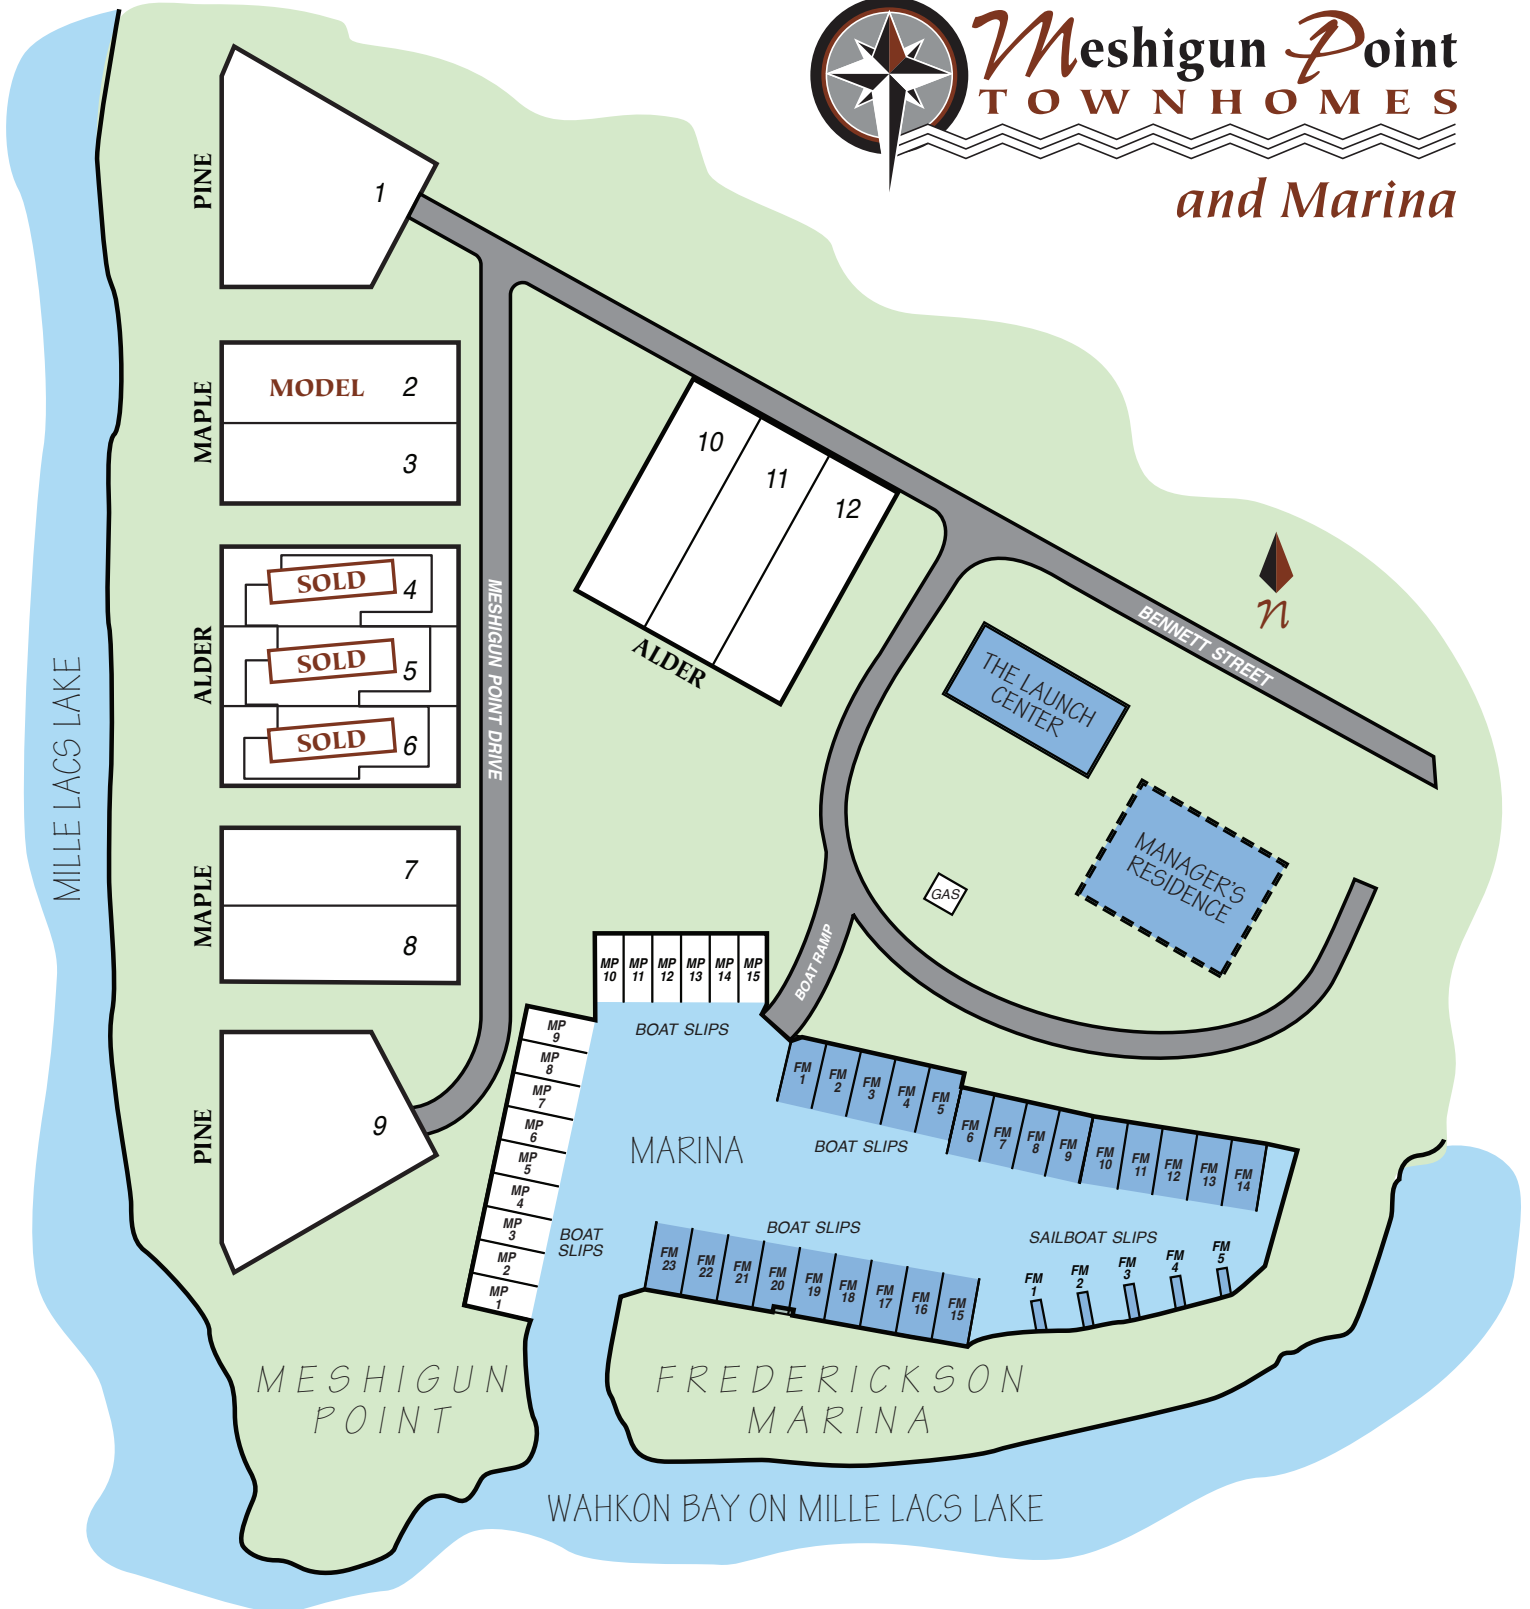 Meshigun Point
TOWNHOMES
and Marina
PINE
1
MAPLE
MODEL 2
3
ALDER
SOLD 4
SOLD 5
SOLD 6
MAPLE
7
8
PINE
9
MILLE LACS LAKE
MESHIGUN POINT DRIVE
10
11
12
ALDER
BENNETT STREET
n
THE LAUNCH
CENTER
MANAGER'S
RESIDENCE
GAS
BOAT RAMP
MP
10
MP
11
MP
12
MP
13
MP
14
MP
15
BOAT SLIPS
MP
9
MP
8
MP
7
MP
6
MP
5
MP
4
MP
3
MP
2
MP
1
BOAT
SLIPS
MARINA
FM
1
FM
2
FM
3
FM
4
FM
5
FM
6
FM
7
FM
8
FM
9
FM
10
FM
11
FM
12
FM
13
FM
14
BOAT SLIPS
BOAT SLIPS
FM
23
FM
22
FM
21
FM
20
FM
19
FM
18
FM
17
FM
16
FM
15
SAILBOAT SLIPS
FM
1
FM
2
FM
3
FM
4
FM
5
MESHIGUN
POINT
FREDERICKSON
MARINA
WAHKON BAY ON MILLE LACS LAKE